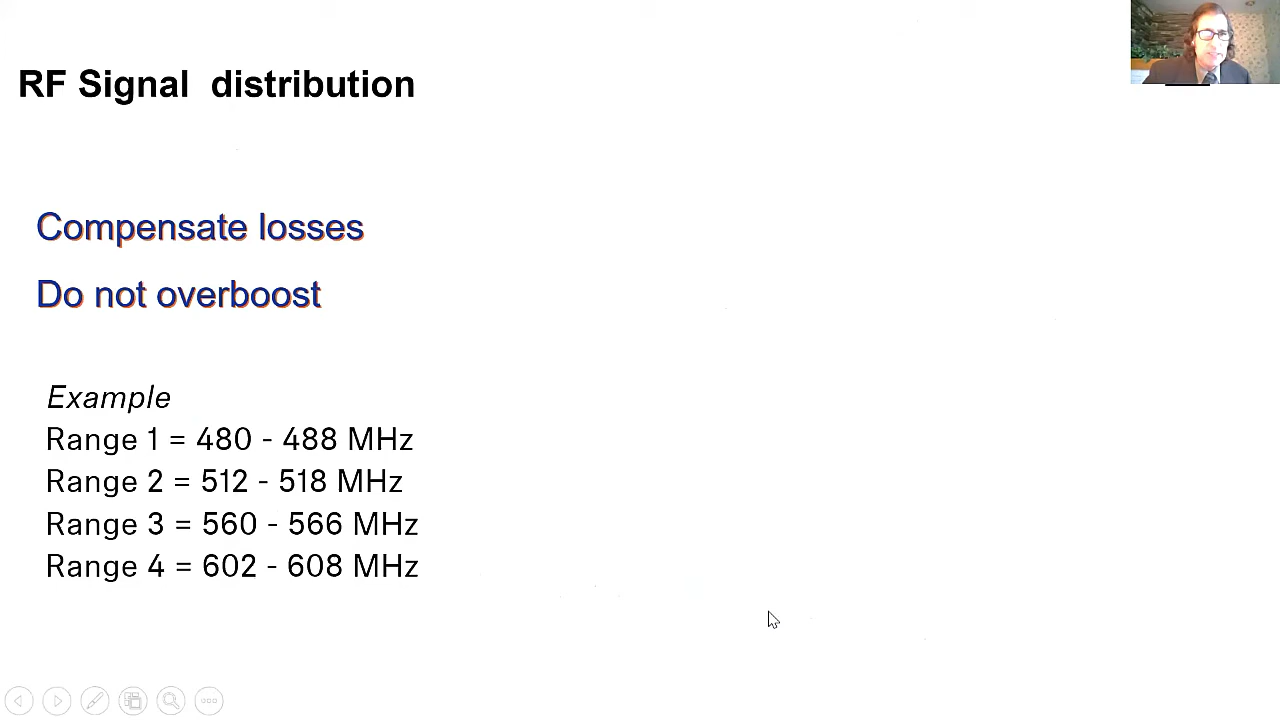 RF Signal distribution
Compensate losses
Do not overboost
Example
Range 1 = 480 - 488 MHz
Range 2 = 512 - 518 MHz
Range 3 = 560 - 566 MHz
Range 4 = 602 - 608 MHz